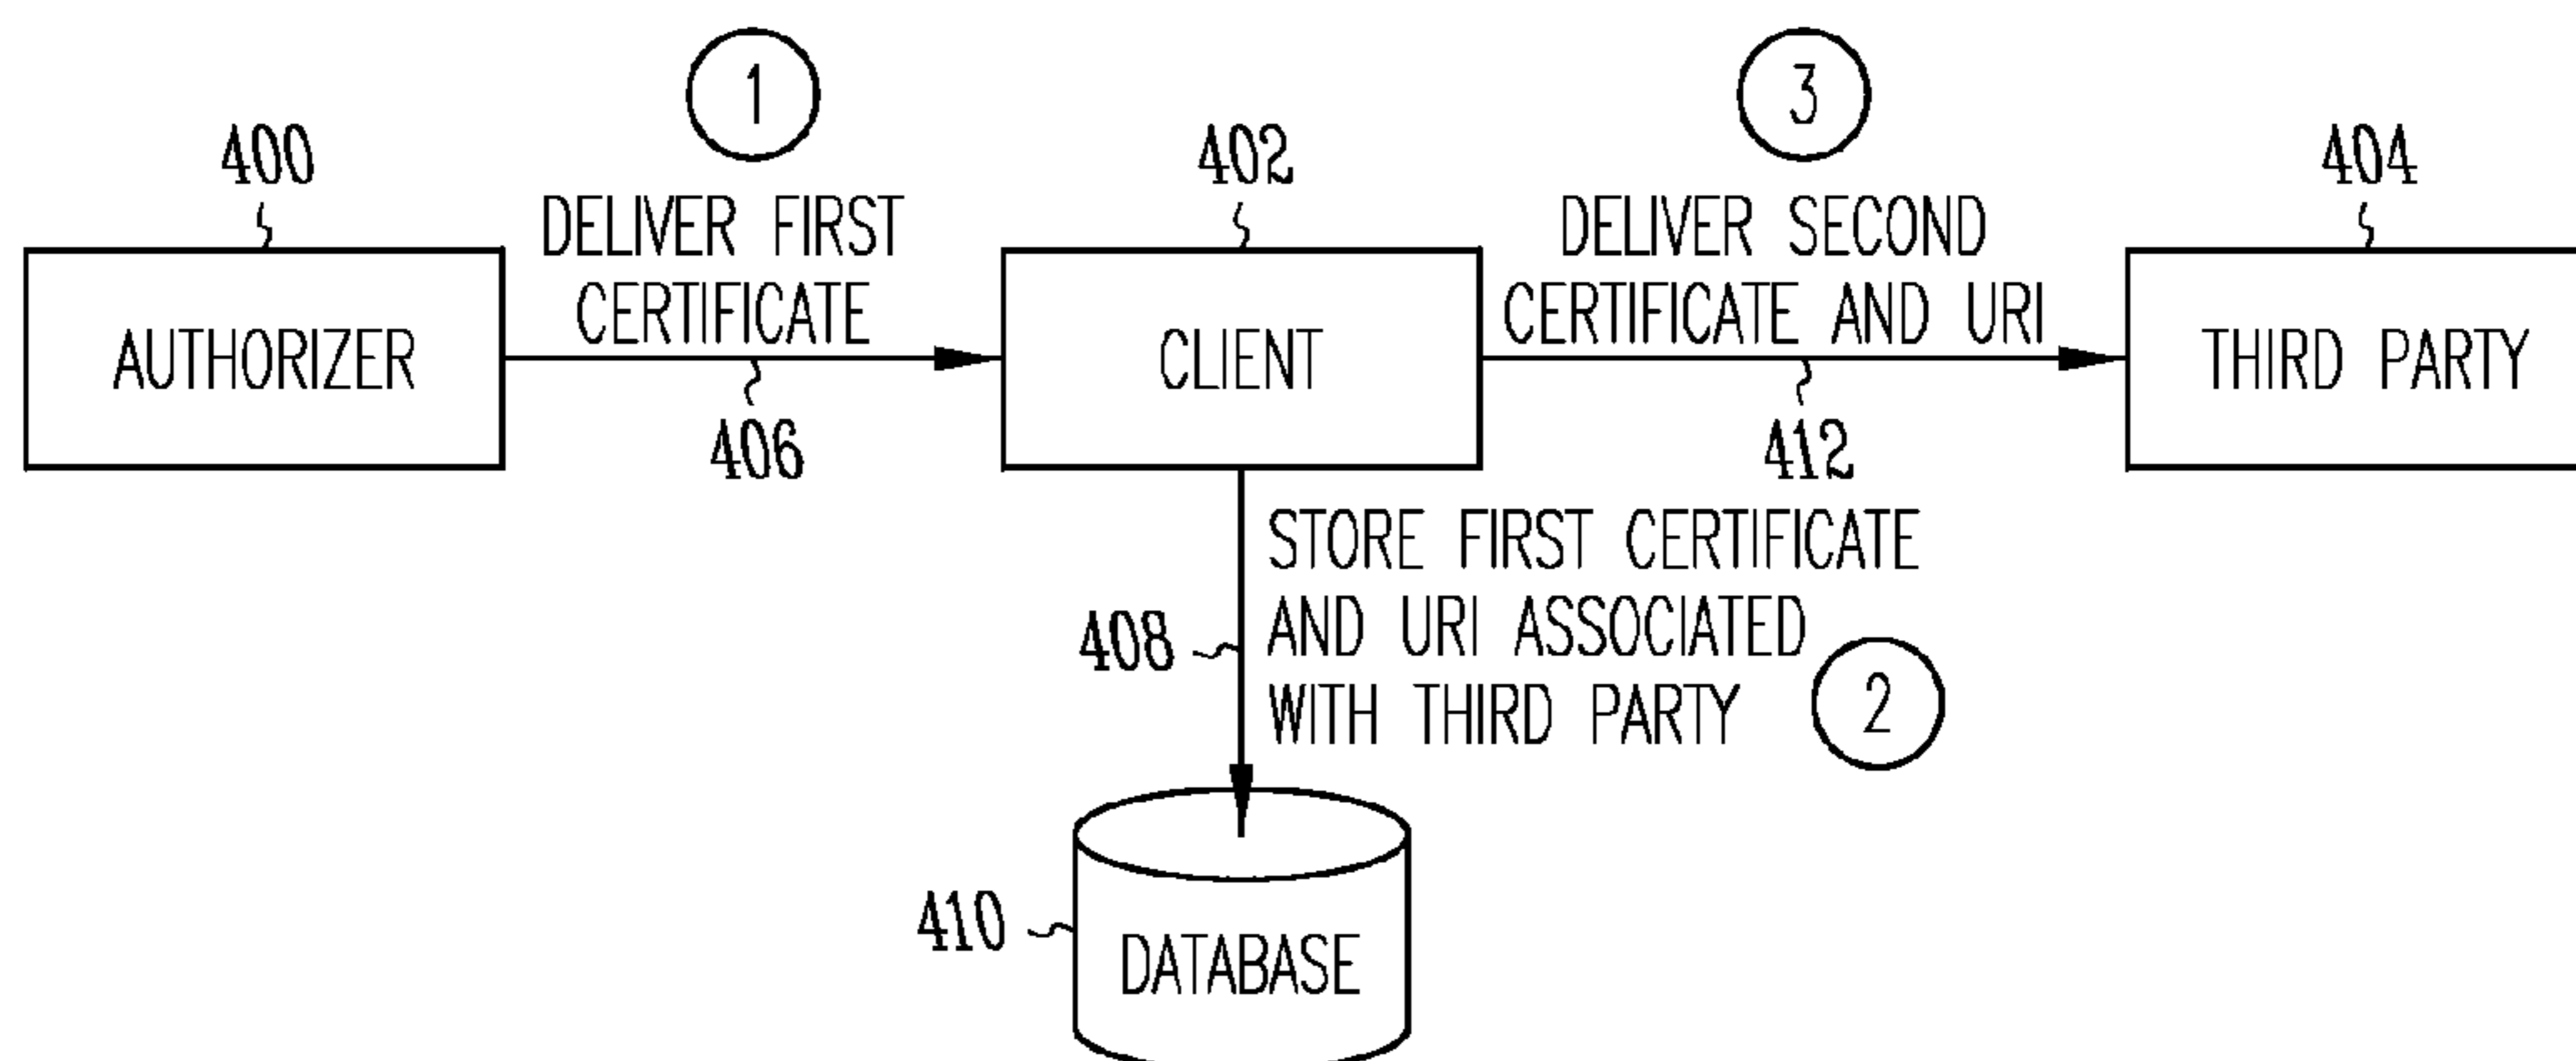 1
3
400
402
404
DELIVER FIRST
CERTIFICATE
DELIVER SECOND
CERTIFICATE AND URI
AUTHORIZER
CLIENT
THIRD PARTY
406
412
STORE FIRST CERTIFICATE
AND URI ASSOCIATED
WITH THIRD PARTY
408
2
410
DATABASE